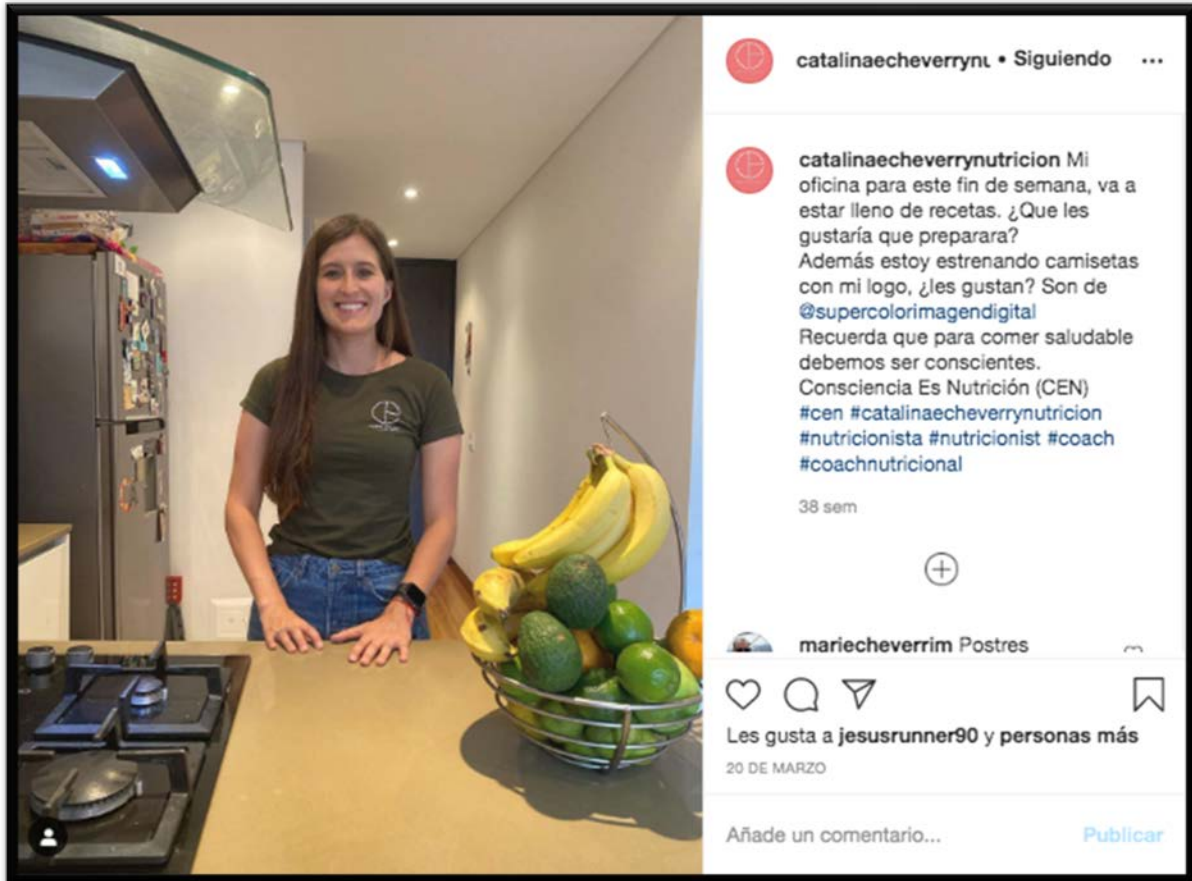 catalinaecheverrynu • Siguiendo
catalinaecheverrynutricion Mi
oficina para este fin de semana, va a
estar lleno de recetas. ¿Que les
gustaría que preparara?
Además estoy estrenando camisetas
con mi logo, ¿les gustan? Son de
@supercolorimagendigital
Recuerda que para comer saludable
debemos ser conscientes.
Consciencia Es Nutrición (CEN)
#cen #catalinaecheverrynutricion
#nutricionista #nutricionist #coach
#coachnutricional
38 sem
mariecheverrim Postres
Les gusta a jesusrunner90 y personas más
20 DE MARZO
Añade un comentario...
Publicar